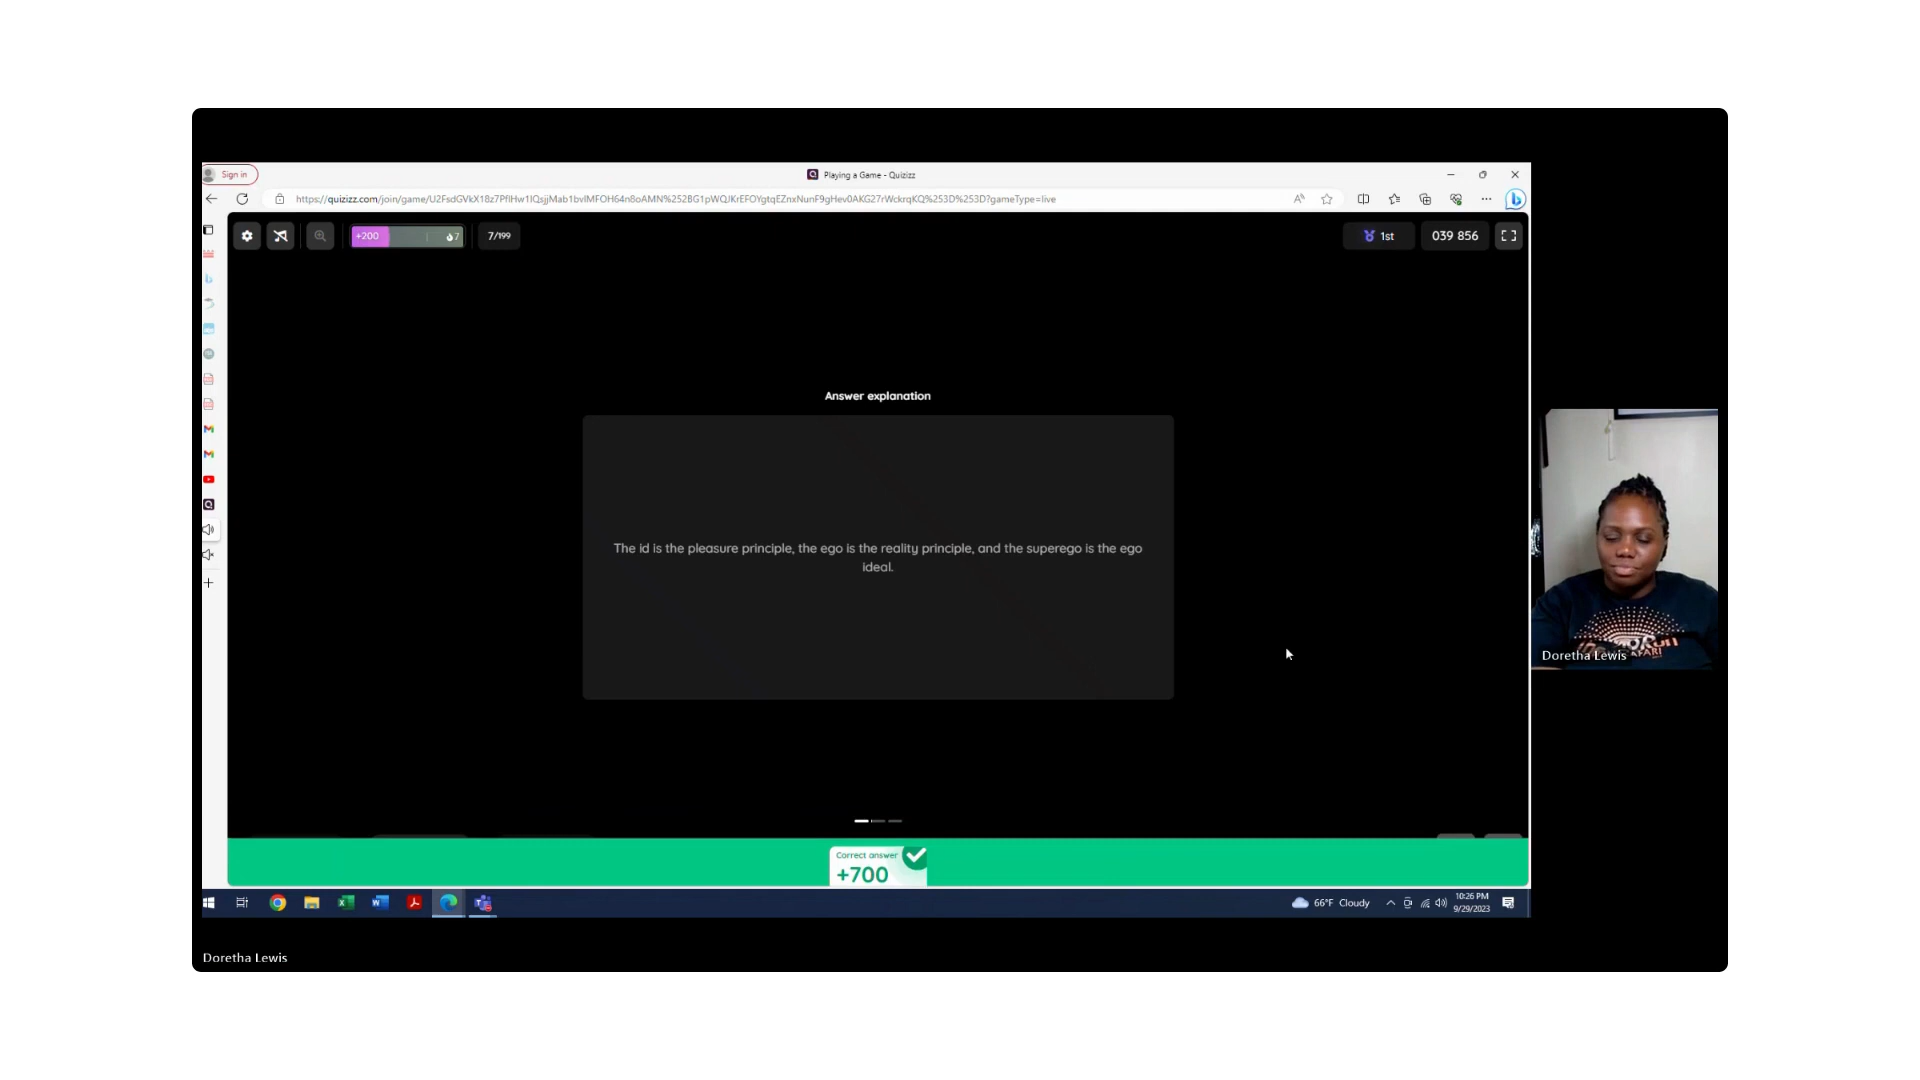 Sign in
Playing a Game - Quizizz
+200
7
7/199
1st
039 856
Answer explanation
The id is the pleasure principle, the ego is the reality principle, and the superego is the ego
ideal.
Correct answer
+700
Doretha Lewis
66°F Cloudy
10:26 PM
9/29/2023
Doretha Lewis